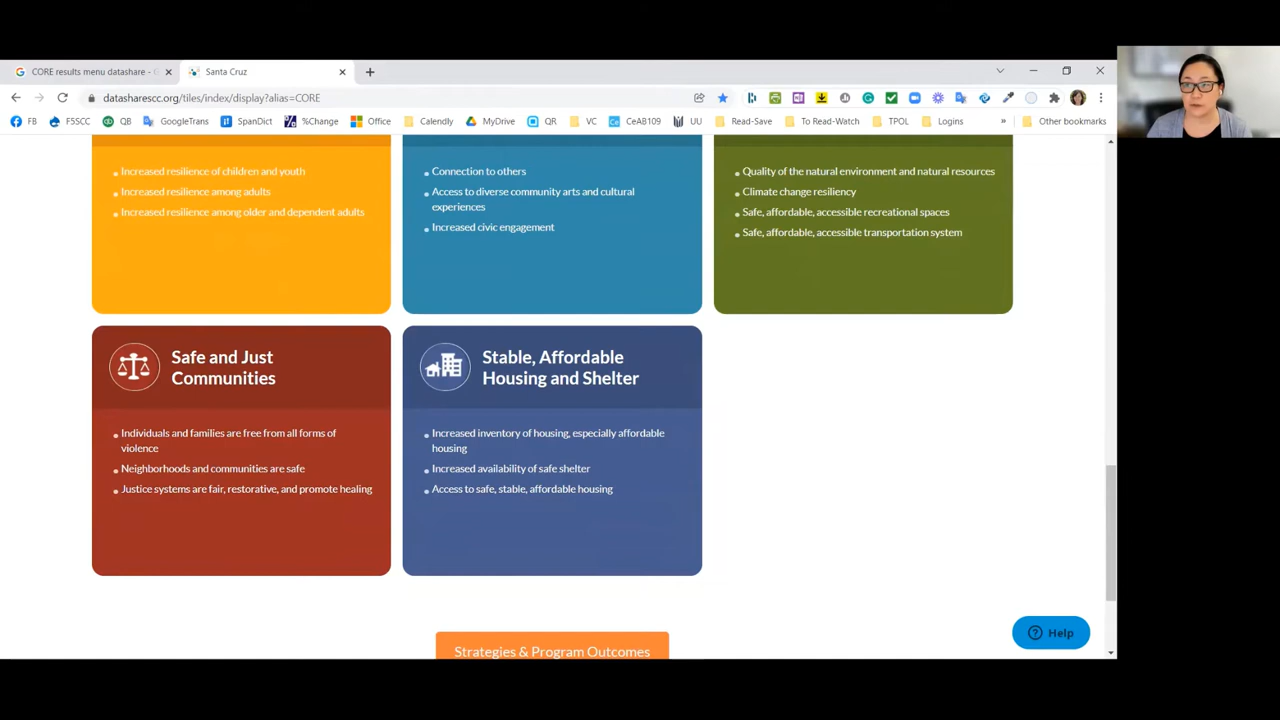 CORE results menu datashare - G
Santa Cruz
datasharescc.org/tiles/index/display?alias=CORE
FB
F5SCC
QB
GoogleTrans
SpanDict
%Change
Office
Calendly
MyDrive
QR
VC
CeAB109
UU
Read-Save
To Read-Watch
TPOL
Logins
»
Other bookmarks
Increased resilience of children and youth
Increased resilience among adults
Increased resilience among older and dependent adults
Connection to others
Access to diverse community arts and cultural
experiences
Increased civic engagement
Quality of the natural environment and natural resources
Climate change resiliency
Safe, affordable, accessible recreational spaces
Safe, affordable, accessible transportation system
Safe and Just
Communities
Individuals and families are free from all forms of
violence
Neighborhoods and communities are safe
Justice systems are fair, restorative, and promote healing
Stable, Affordable
Housing and Shelter
Increased inventory of housing, especially affordable
housing
Increased availability of safe shelter
Access to safe, stable, affordable housing
Strategies & Program Outcomes
Help